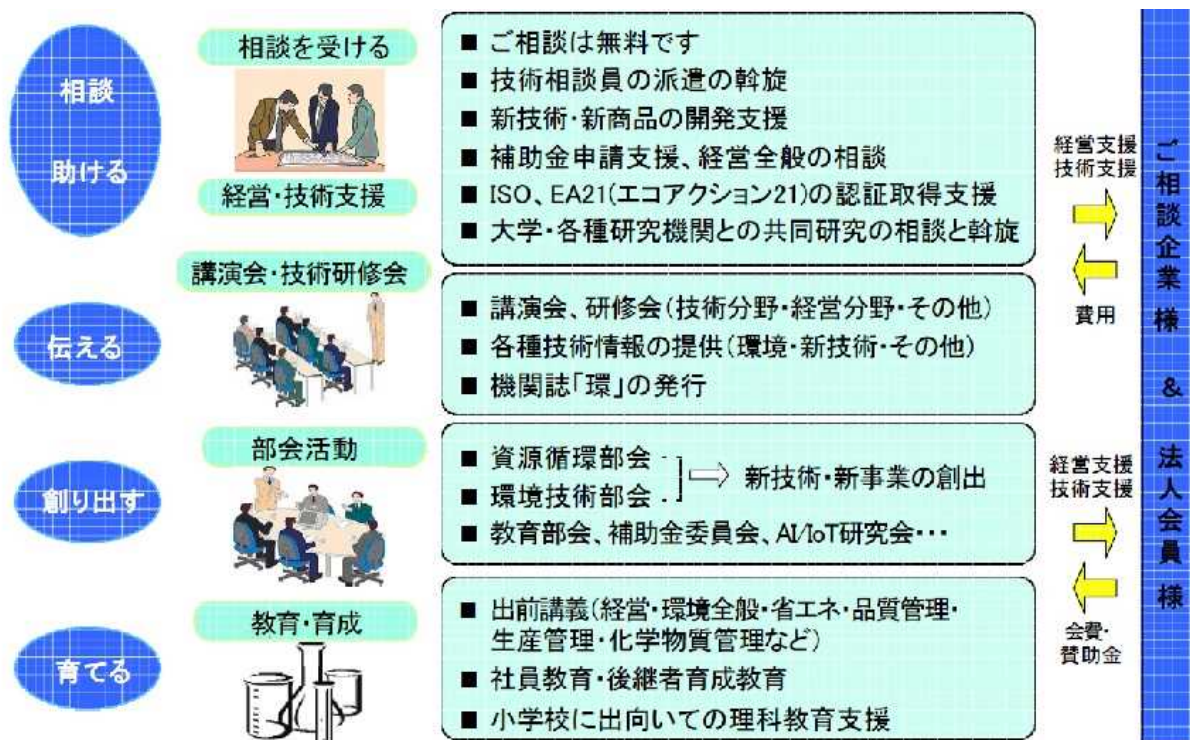 相談
助ける
相談を受ける
経営・技術支援
■ ご相談は無料です
■ 技術相談員の派遣の斡旋
■ 新技術・新商品の開発支援
■ 補助金申請支援、経営全般の相談
■ ISO、EA21(エコアクション21)の認証取得支援
■ 大学・各種研究機関との共同研究の相談と斡旋
伝える
講演会・技術研修会
■ 講演会、研修会(技術分野・経営分野・その他)
■ 各種技術情報の提供(環境・新技術・その他)
■ 機関誌「環」の発行
創り出す
部会活動
■ 資源循環部会
■ 環境技術部会
新技術・新事業の創出
■ 教育部会、補助金委員会、AI/IoT研究会・・・
育てる
教育・育成
■ 出前講義(経営・環境全般・省エネ・品質管理・
生産管理・化学物質管理など)
■ 社員教育・後継者育成教育
■ 小学校に出向いての理科教育支援
経営支援
技術支援
費用
経営支援
技術支援
会費・
賛助金
ご相談企業様 & 法人会員様